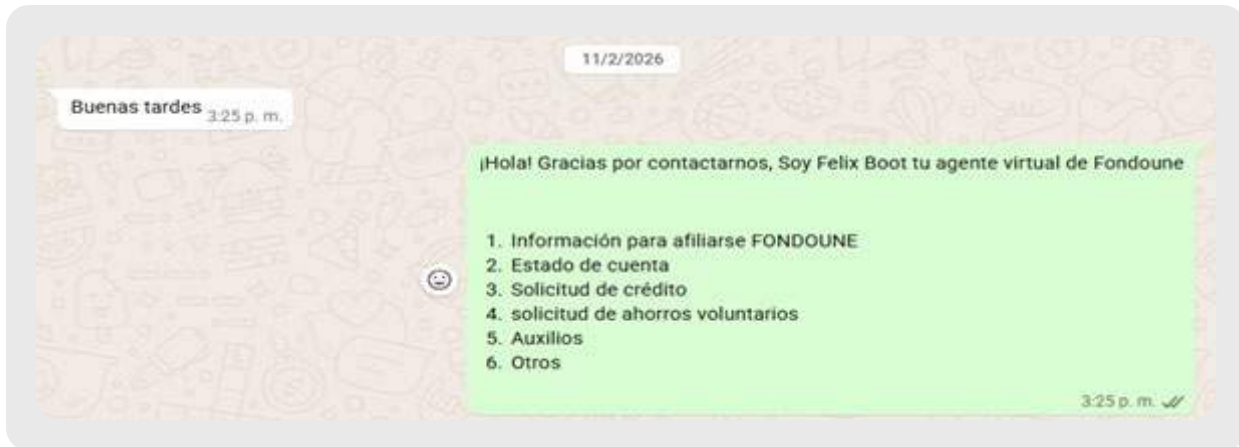 11/2/2026
Buenas tardes 3:25 p. m.
¡Hola! Gracias por contactarnos, Soy Felix Boot tu agente virtual de Fondoune
1. Información para afiliarse FONDOUNE
2. Estado de cuenta
3. Solicitud de crédito
4. solicitud de ahorros voluntarios
5. Auxilios
6. Otros
3:25 p. m.